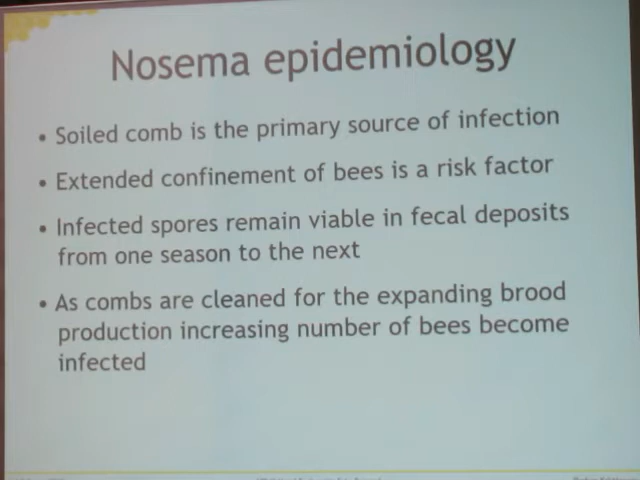 Nosema epidemiology
• Soiled comb is the primary source of infection
• Extended confinement of bees is a risk factor
• Infected spores remain viable in fecal deposits
from one season to the next
• As combs are cleaned for the expanding brood
production increasing number of bees become
infected